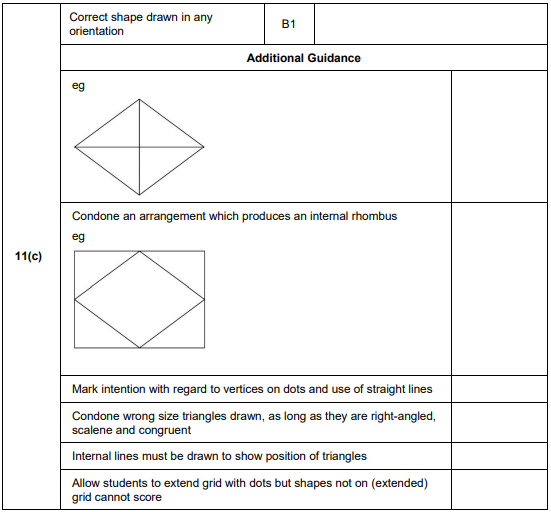 Correct shape drawn in any
orientation
B1
Additional Guidance
eg
Condone an arrangement which produces an internal rhombus
eg
11(c)
Mark intention with regard to vertices on dots and use of straight lines
Condone wrong size triangles drawn, as long as they are right-angled,
scalene and congruent
Internal lines must be drawn to show position of triangles
Allow students to extend grid with dots but shapes not on (extended)
grid cannot score